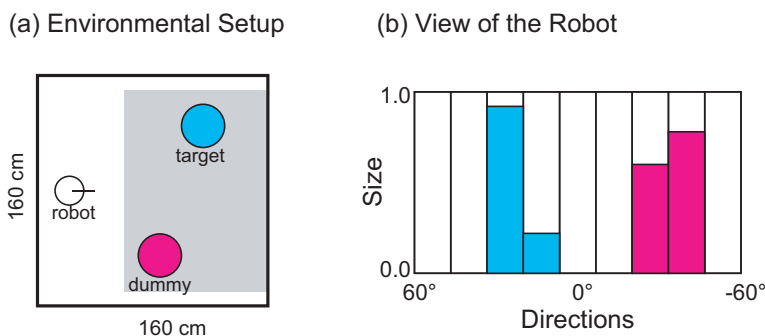 (a) Environmental Setup
160 cm
robot
target
dummy
160 cm
(b) View of the Robot
Size
1.0
0.0
60°
0°
-60°
Directions